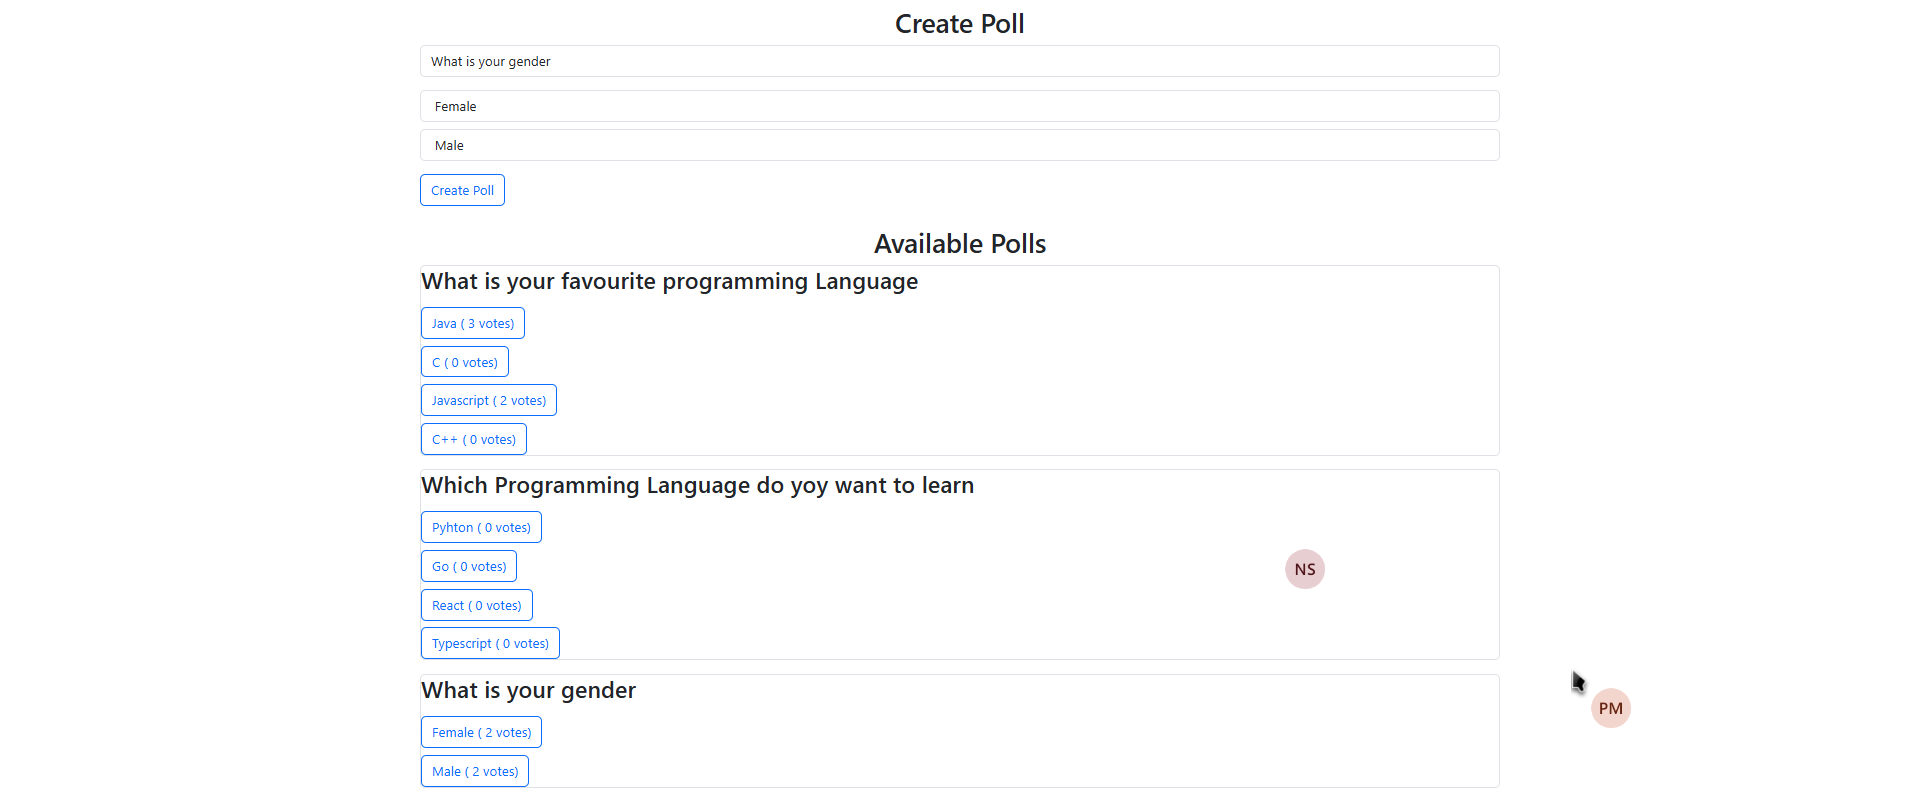 Create Poll
What is your gender
Female
Male
Create Poll
Available Polls
What is your favourite programming Language
Java ( 3 votes)
C ( 0 votes)
Javascript ( 2 votes)
C++ ( 0 votes)
Which Programming Language do yoy want to learn
Pyhton ( 0 votes)
Go ( 0 votes)
NS
React ( 0 votes)
Typescript ( 0 votes)
What is your gender
PM
Female ( 2 votes)
Male ( 2 votes)